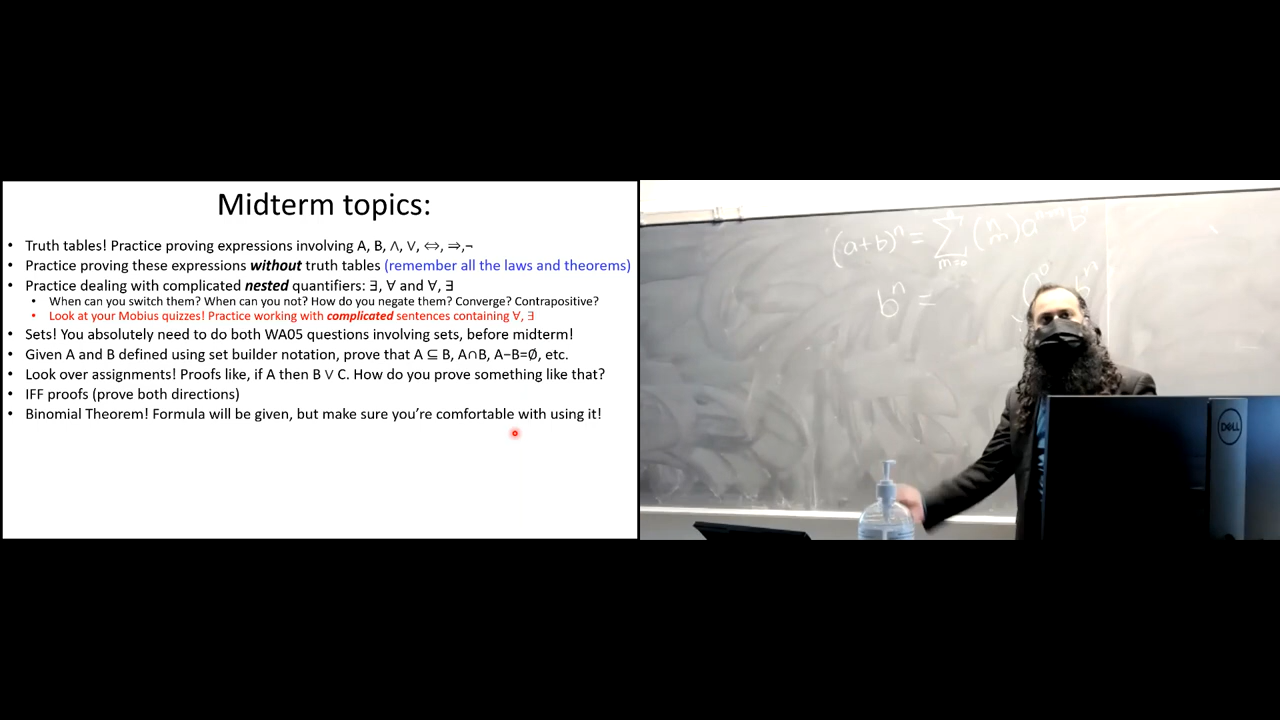 Midterm topics:
• Truth tables! Practice proving expressions involving A, B, ∧, ∨, ⇔, ⇒,¬
• Practice proving these expressions without truth tables (remember all the laws and theorems)
• Practice dealing with complicated nested quantifiers: ∃, ∀ and ∀, ∃
• When can you switch them? When can you not? How do you negate them? Converge? Contrapositive?
• Look at your Mobius quizzes! Practice working with complicated sentences containing ∀, ∃
• Sets! You absolutely need to do both WA05 questions involving sets, before midterm!
• Given A and B defined using set builder notation, prove that A ⊆ B, A∩B, A−B=Ø, etc.
• Look over assignments! Proofs like, if A then B ∨ C. How do you prove something like that?
• IFF proofs (prove both directions)
• Binomial Theorem! Formula will be given, but make sure you’re comfortable with using it!
(a+b)^n = ∑ m=0 (n m) a b
b^n = 0^0 b^n
DELL